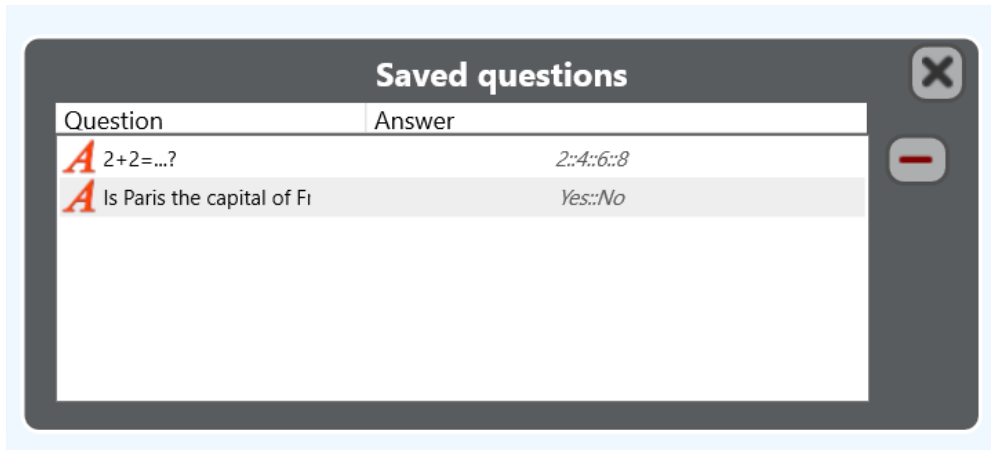 Saved questions
Question Answer
A 2+2=...? 2::4::6::8
A Is Paris the capital of Fr Yes::No